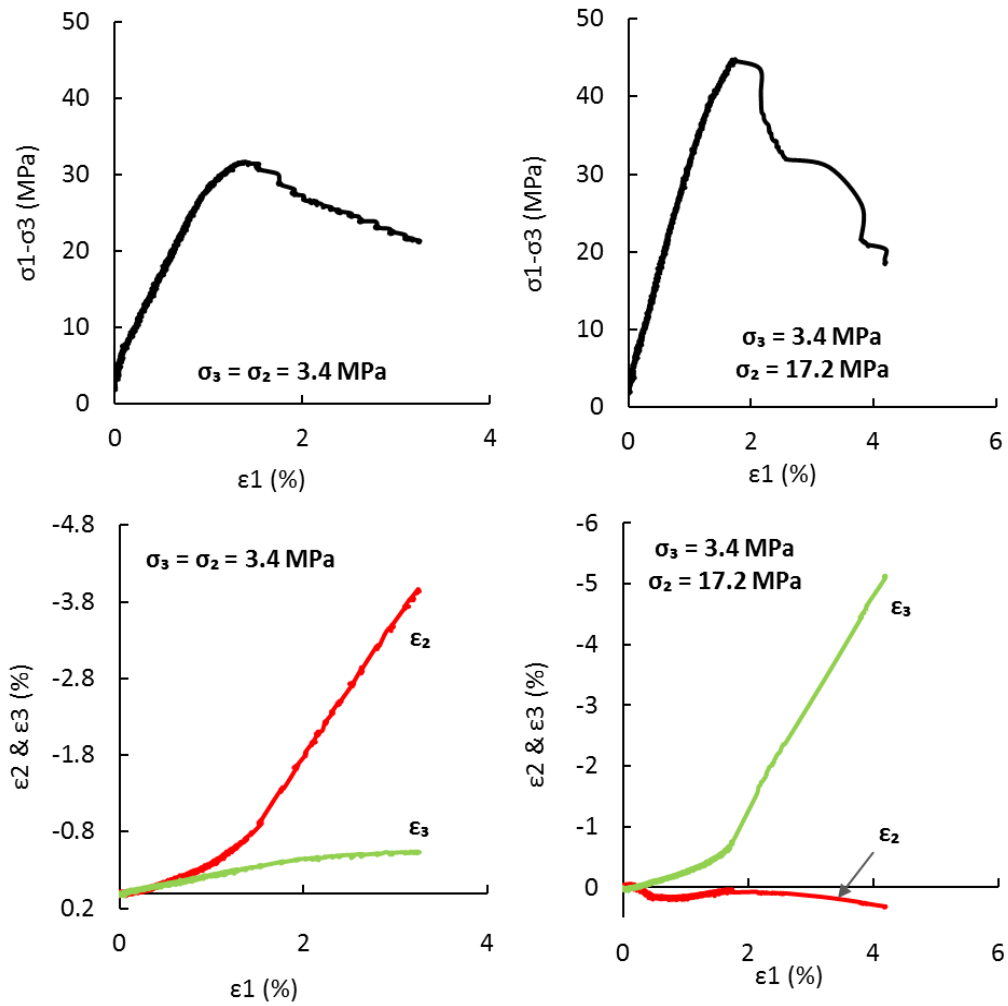 50
40
30
20
10
0
σ1-σ3 (MPa)
σ₃ = σ₂ = 3.4 MPa
0
2
4
ε1 (%)
50
40
30
20
10
0
σ1-σ3 (MPa)
σ₃ = 3.4 MPa
σ₂ = 17.2 MPa
0
2
4
6
ε1 (%)
-4.8
-3.8
-2.8
-1.8
-0.8
0.2
ε2 & ε3 (%)
σ₃ = σ₂ = 3.4 MPa
ε₂
ε₃
0
2
4
ε1 (%)
-6
-5
-4
-3
-2
-1
0
ε2 & ε3 (%)
σ₃ = 3.4 MPa
σ₂ = 17.2 MPa
ε₃
ε₂
0
2
4
6
ε1 (%)